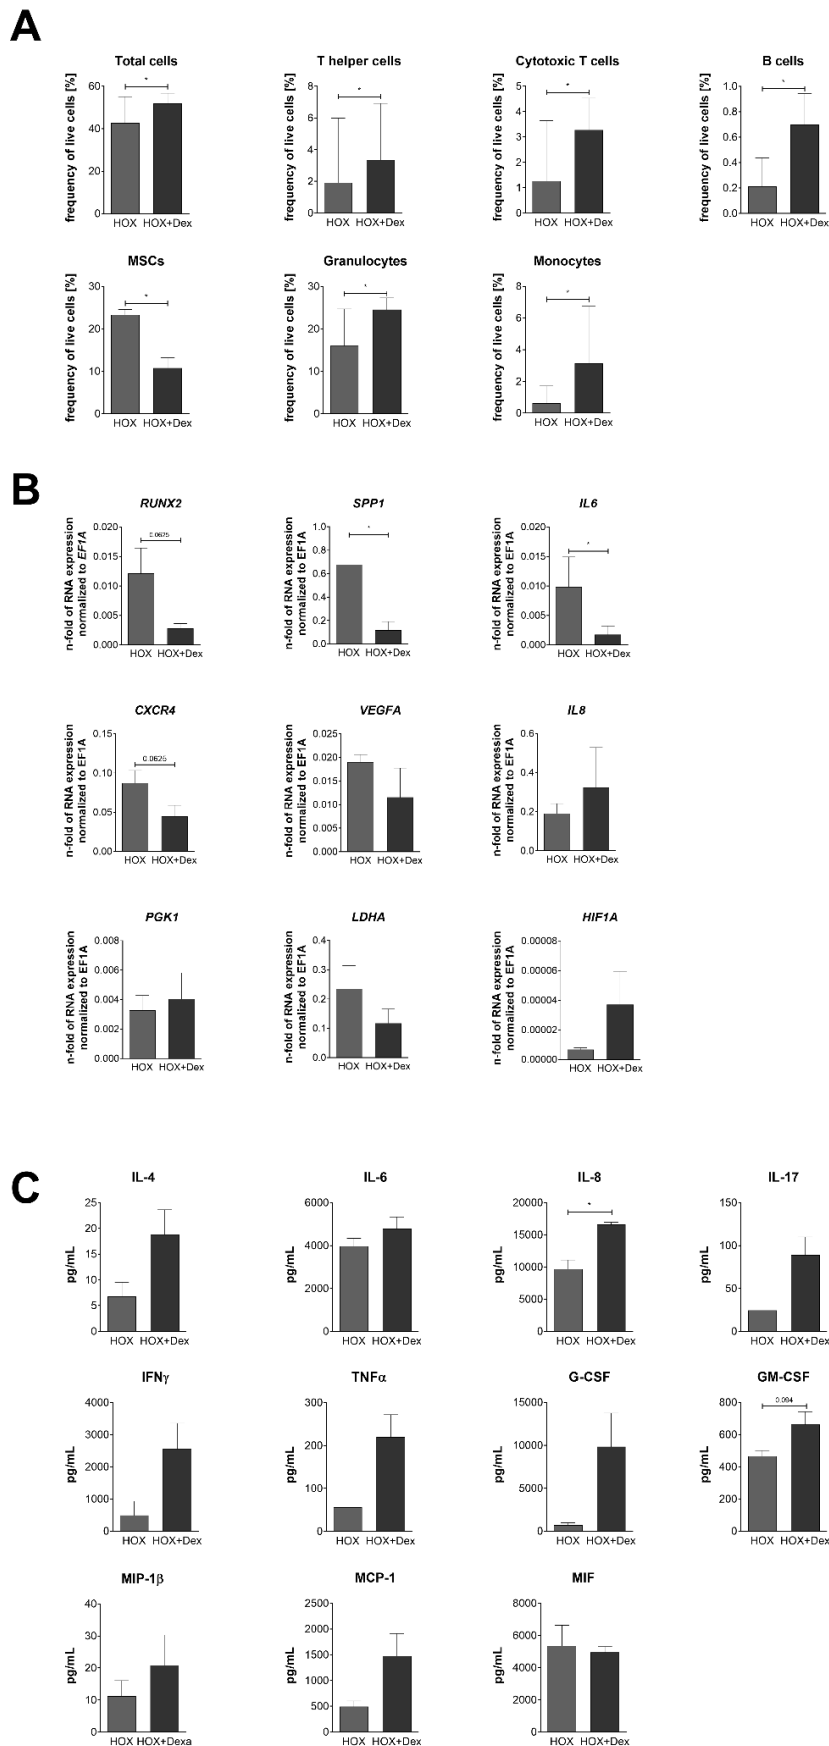 A
Total cells
frequency of live cells [%]
60
40
20
0
*
HOX HOX+Dex
T helper cells
frequency of live cells [%]
8
6
4
2
0
*
HOX HOX+Dex
Cytotoxic T cells
frequency of live cells [%]
5
4
3
2
1
0
*
HOX HOX+Dex
B cells
frequency of live cells [%]
1.0
0.8
0.6
0.4
0.2
0.0
*
HOX HOX+Dex
MSCs
frequency of live cells [%]
30
20
10
0
*
HOX HOX+Dex
Granulocytes
frequency of live cells [%]
30
20
10
0
*
HOX HOX+Dex
Monocytes
frequency of live cells [%]
8
6
4
2
0
*
HOX HOX+Dex
B
RUNX2
n-fold of RNA expression
normalized to EF1A
0.020
0.015
0.010
0.005
0.000
0.0625
HOX HOX+Dex
SPP1
n-fold of RNA expression
normalized to EF1A
1.0
0.8
0.6
0.4
0.2
0.0
*
HOX HOX+Dex
IL6
n-fold of RNA expression
normalized to EF1A
0.020
0.015
0.010
0.005
0.000
*
HOX HOX+Dex
CXCR4
n-fold of RNA expression
normalized to EF1A
0.15
0.10
0.05
0.00
0.0625
HOX HOX+Dex
VEGFA
n-fold of RNA expression
normalized to EF1A
0.025
0.020
0.015
0.010
0.005
0.000
HOX HOX+Dex
IL8
n-fold of RNA expression
normalized to EF1A
0.6
0.4
0.2
0.0
HOX HOX+Dex
PGK1
n-fold of RNA expression
normalized to EF1A
0.008
0.006
0.004
0.002
0.000
HOX HOX+Dex
LDHA
n-fold of RNA expression
normalized to EF1A
0.4
0.3
0.2
0.1
0.0
HOX HOX+Dex
HIF1A
n-fold of RNA expression
normalized to EF1A
0.00008
0.00006
0.00004
0.00002
0.00000
HOX HOX+Dex
C
IL-4
pg/mL
25
20
15
10
5
0
HOX HOX+Dex
IL-6
pg/mL
6000
4000
2000
0
HOX HOX+Dex
IL-8
pg/mL
20000
15000
10000
5000
0
*
HOX HOX+Dex
IL-17
pg/mL
150
100
50
0
HOX HOX+Dex
IFNγ
pg/mL
4000
3000
2000
1000
0
HOX HOX+Dex
TNFα
pg/mL
300
200
100
0
HOX HOX+Dex
G-CSF
pg/mL
15000
10000
5000
0
HOX HOX+Dex
GM-CSF
pg/mL
800
600
400
200
0
0.094
HOX HOX+Dex
MIP-1β
pg/mL
40
30
20
10
0
HOX HOX+Dexa
MCP-1
pg/mL
2500
2000
1500
1000
500
0
HOX HOX+Dex
MIF
pg/mL
8000
6000
4000
2000
0
HOX HOX+Dex